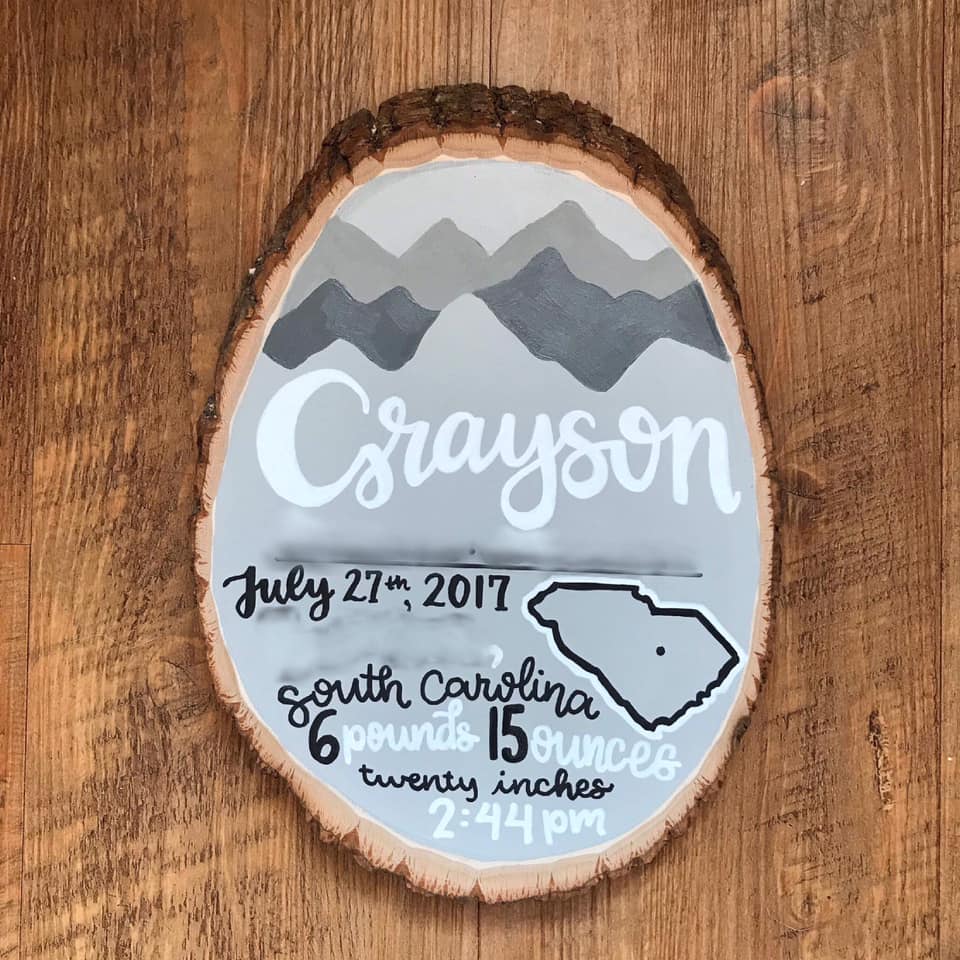 Grayson
July 27th, 2017
,
south carolina
6 pounds 15 ounces
twenty inches
2:44 pm